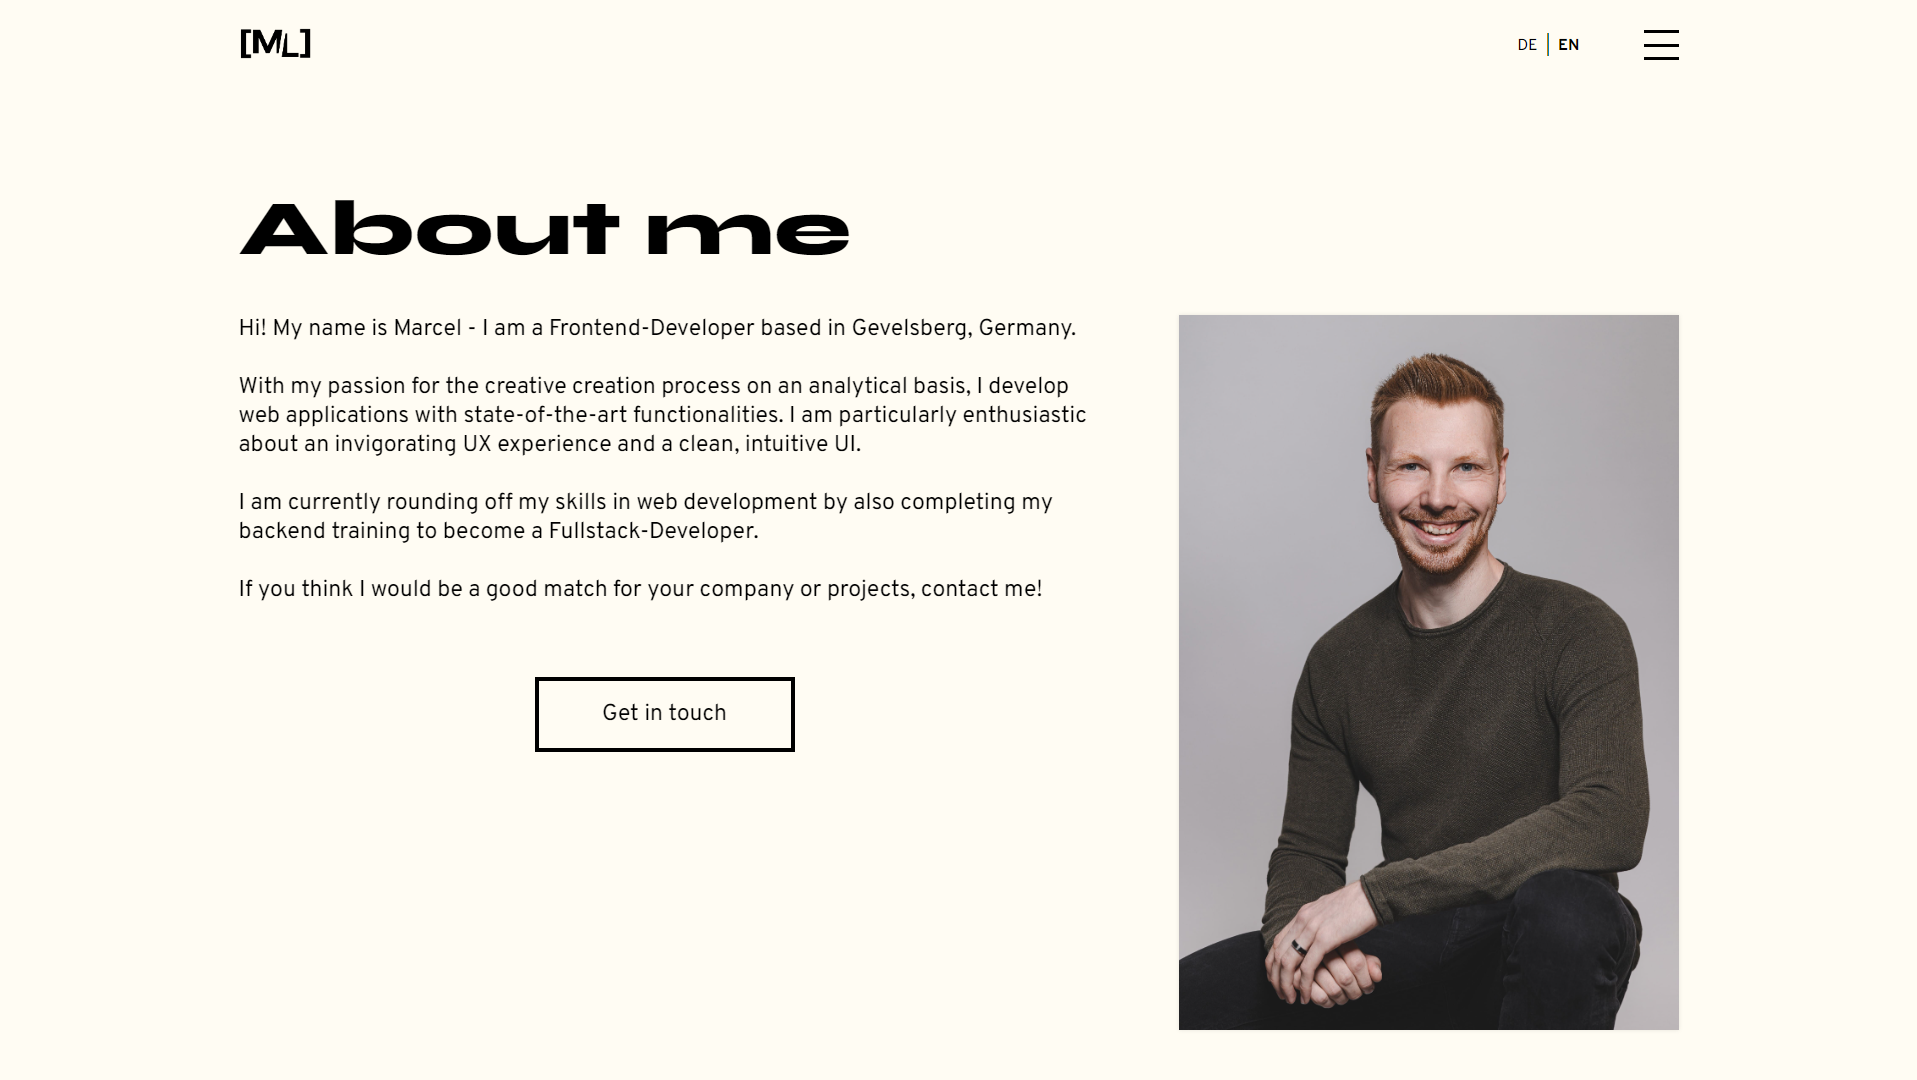 [ML]
DE | EN
About me
Hi! My name is Marcel - I am a Frontend-Developer based in Gevelsberg, Germany.
With my passion for the creative creation process on an analytical basis, I develop
web applications with state-of-the-art functionalities. I am particularly enthusiastic
about an invigorating UX experience and a clean, intuitive UI.
I am currently rounding off my skills in web development by also completing my
backend training to become a Fullstack-Developer.
If you think I would be a good match for your company or projects, contact me!
Get in touch